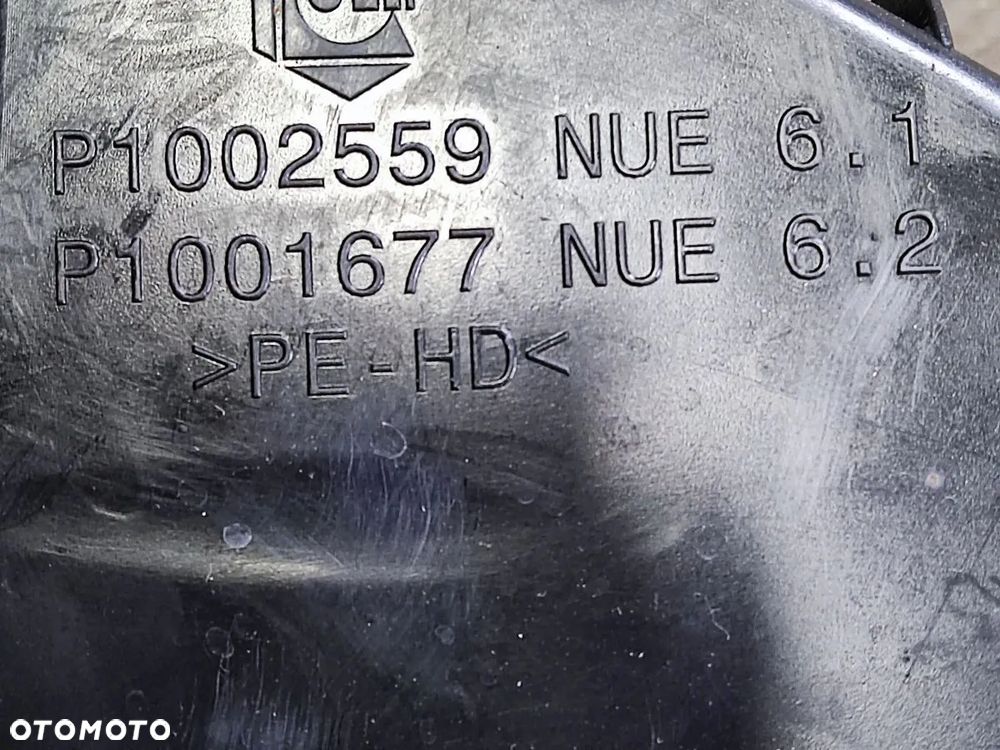 P1002559 NUE 6.1
P1001677 NUE 6.2
>PE-HD<
OTOMOTO